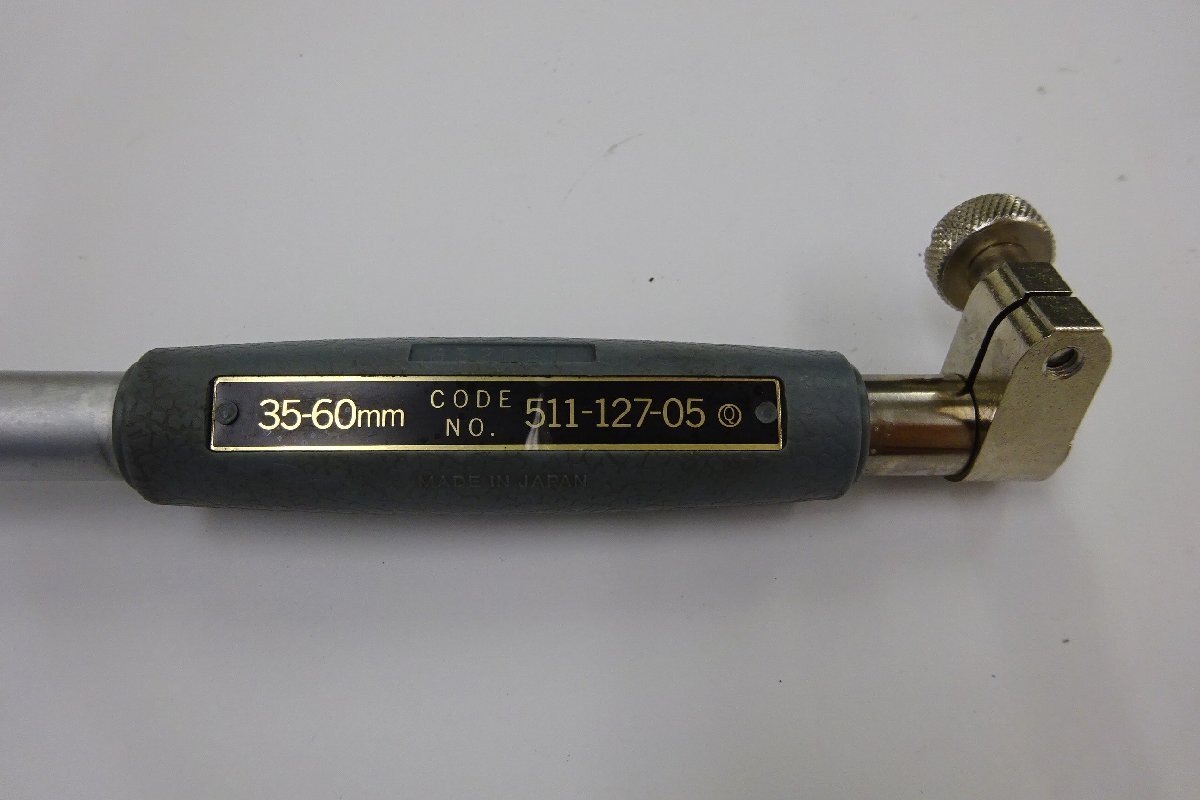 35-60mm CODE NO. 511-127-05 Q
MADE IN JAPAN